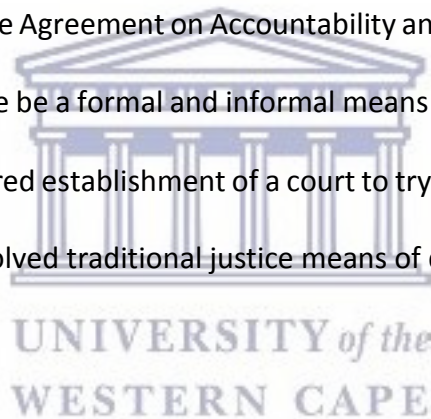 e Agreement on Accountability an
e be a formal and informal means
red establishment of a court to try
olved traditional justice means of
UNIVERSITY of the
WESTERN CAPE